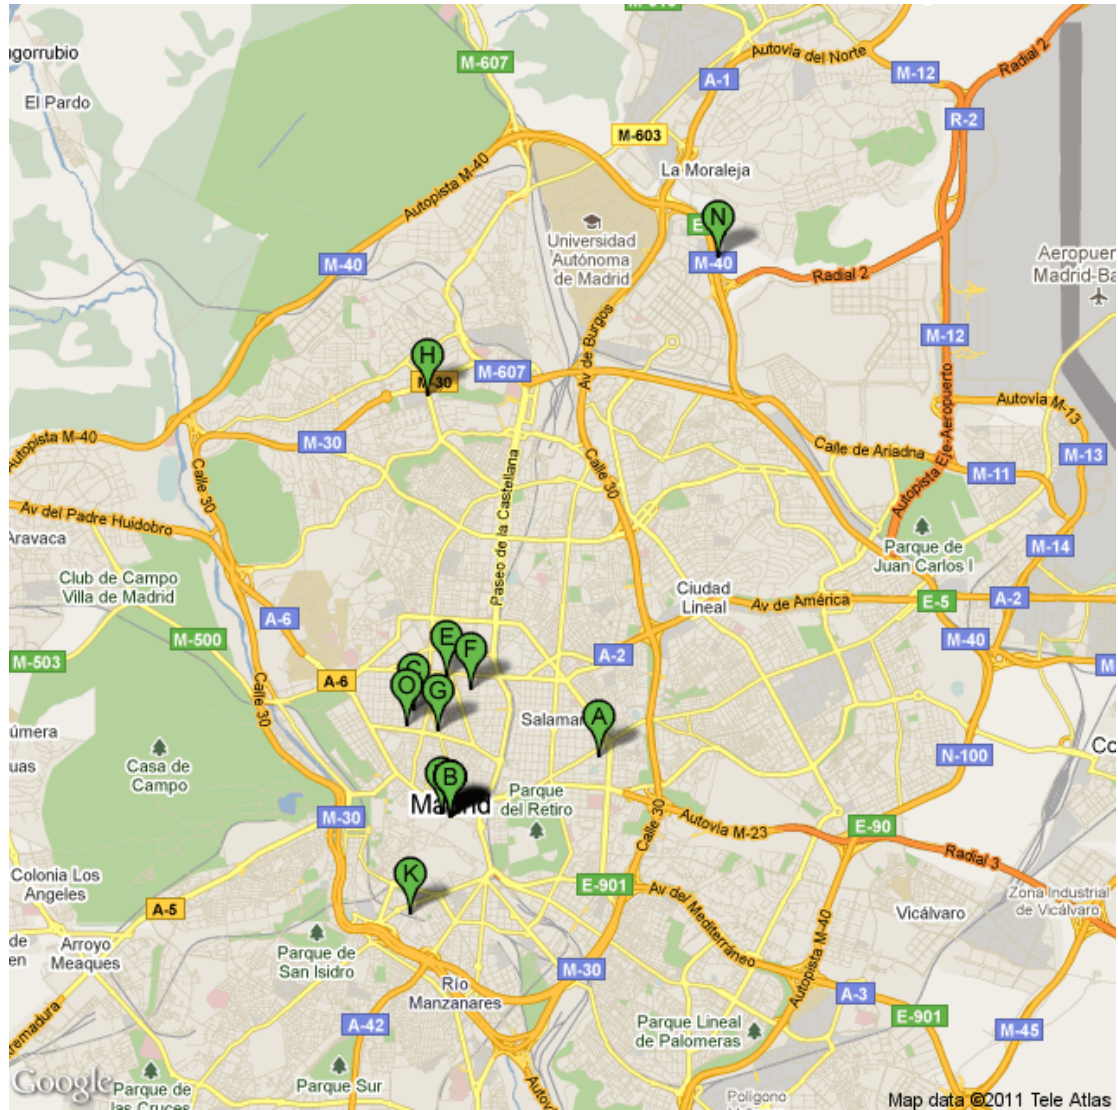 M-607
Autovía del Norte
Radial 2
M-12
A-1
El Pardo
R-2
M-603
La Moraleja
Autopista M-40
N
Universidad
Autónoma
de Madrid
M-40
M-40
Radial 2
Madrid-Ba
Av de Burgos
M-12
H
M-607
M-30
Autovía M-13
Autopista M-40
M-30
Calle de Ariadna
M-13
M-11
Calle 30
Paseo de la Castellana
Calle 30
Autopista Eje-Aeropuerto
Av del Padre Huidobro
Aravaca
Parque de
Juan Carlos I
M-14
Club de Campo
Villa de Madrid
Ciudad
Lineal
Av de América
E-5
A-2
A-6
M-500
M-40
M-503
E
F
A-2
A-6
Calle 30
O
G
Salaman
A
N-100
Casa de
Campo
B
Madrid
Parque
del Retiro
M-30
Calle 30
Autovía M-23
E-90
Radial 3
K
E-901
Av del Mediterráneo
Colonia Los
Angeles
A-5
Zona Industrial
de Vicálvaro
Vicálvaro
Arroyo
Meaques
Parque de
San Isidro
M-30
Autopista M-40
Río
Manzanares
A-3
E-901
A-42
Parque Lineal
de Palomeras
M-45
Parque Sur
Google
Parque de
las Cruces
Polígono
Map data ©2011 Tele Atlas